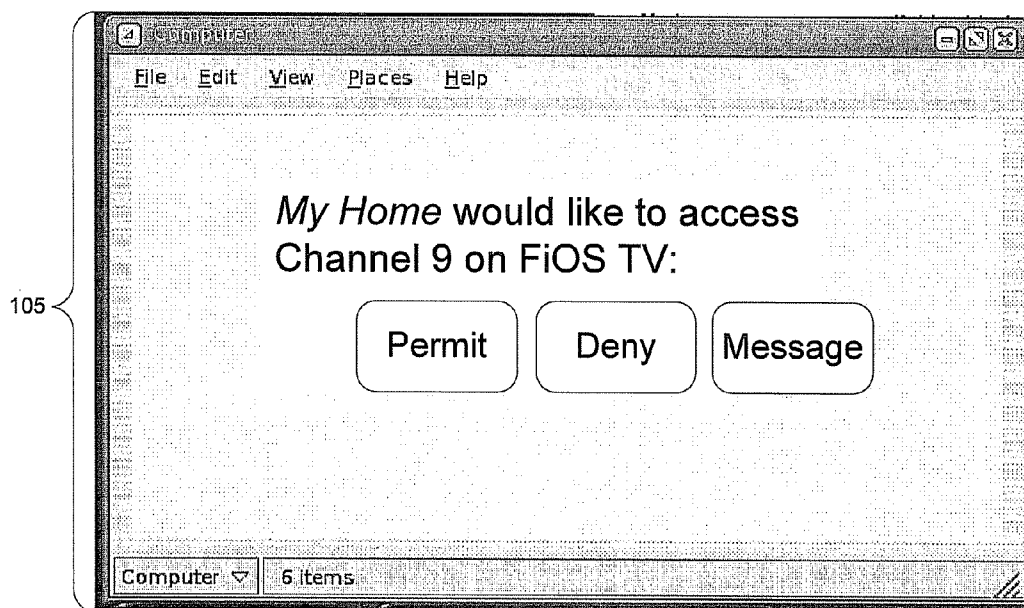 Computer
File Edit View Places Help
My Home would like to access
Channel 9 on FiOS TV:
105
Permit Deny Message
Computer 6 items